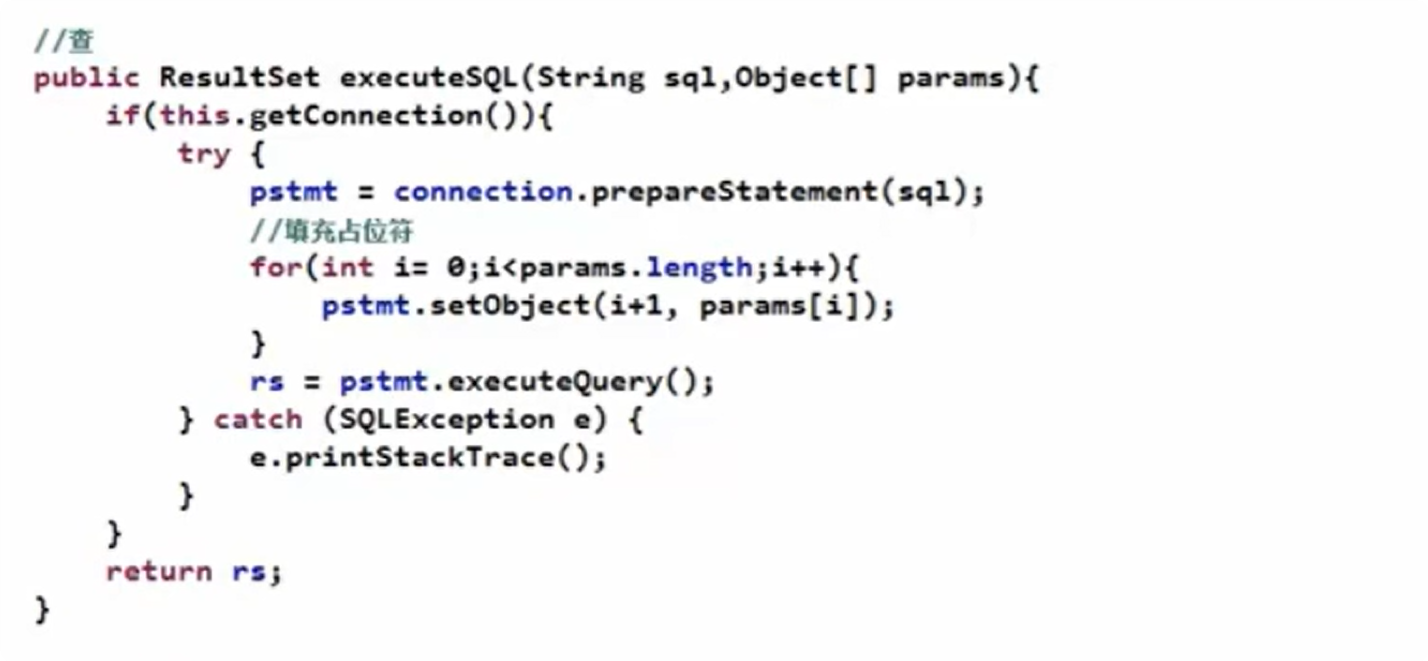 //查
public ResultSet executeSQL(String sql,Object[] params){
    if(this.getConnection()){
        try {
            pstmt = connection.prepareStatement(sql);
            //填充占位符
            for(int i= 0;i<params.length;i++){
                pstmt.setObject(i+1, params[i]);
            }
            rs = pstmt.executeQuery();
        } catch (SQLException e) {
            e.printStackTrace();
        }
    }
    return rs;
}